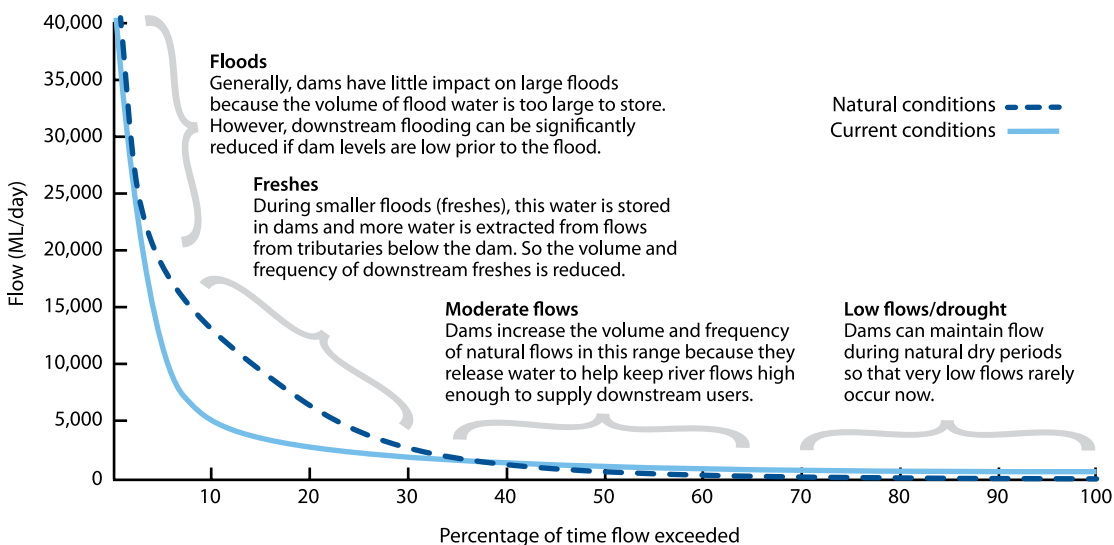 40,000
35,000
30,000
25,000
20,000
15,000
10,000
5,000
0
Flow (ML/day)
Floods
Generally, dams have little impact on large floods
because the volume of flood water is too large to store.
However, downstream flooding can be significantly
reduced if dam levels are low prior to the flood.
Natural conditions
Current conditions
Freshes
During smaller floods (freshes), this water is stored
in dams and more water is extracted from flows
from tributaries below the dam. So the volume and
frequency of downstream freshes is reduced.
Moderate flows
Dams increase the volume and frequency
of natural flows in this range because they
release water to help keep river flows high
enough to supply downstream users.
Low flows/drought
Dams can maintain flow
during natural dry periods
so that very low flows rarely
occur now.
10 20 30 40 50 60 70 80 90 100
Percentage of time flow exceeded